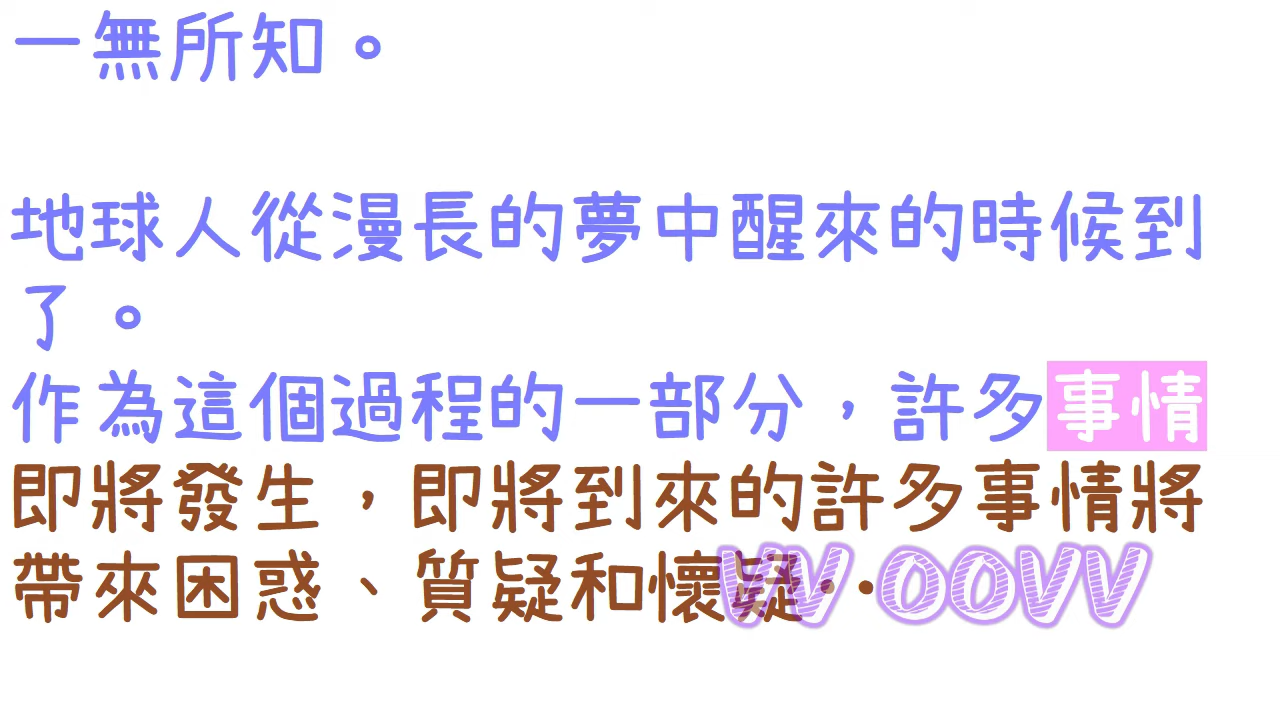 一無所知。
地球人從漫長的夢中醒來的時候到
了。
作為這個過程的一部分，許多事情
即將發生，即將到來的許多事情將
帶來困惑、質疑和懷疑··
VV OOVV